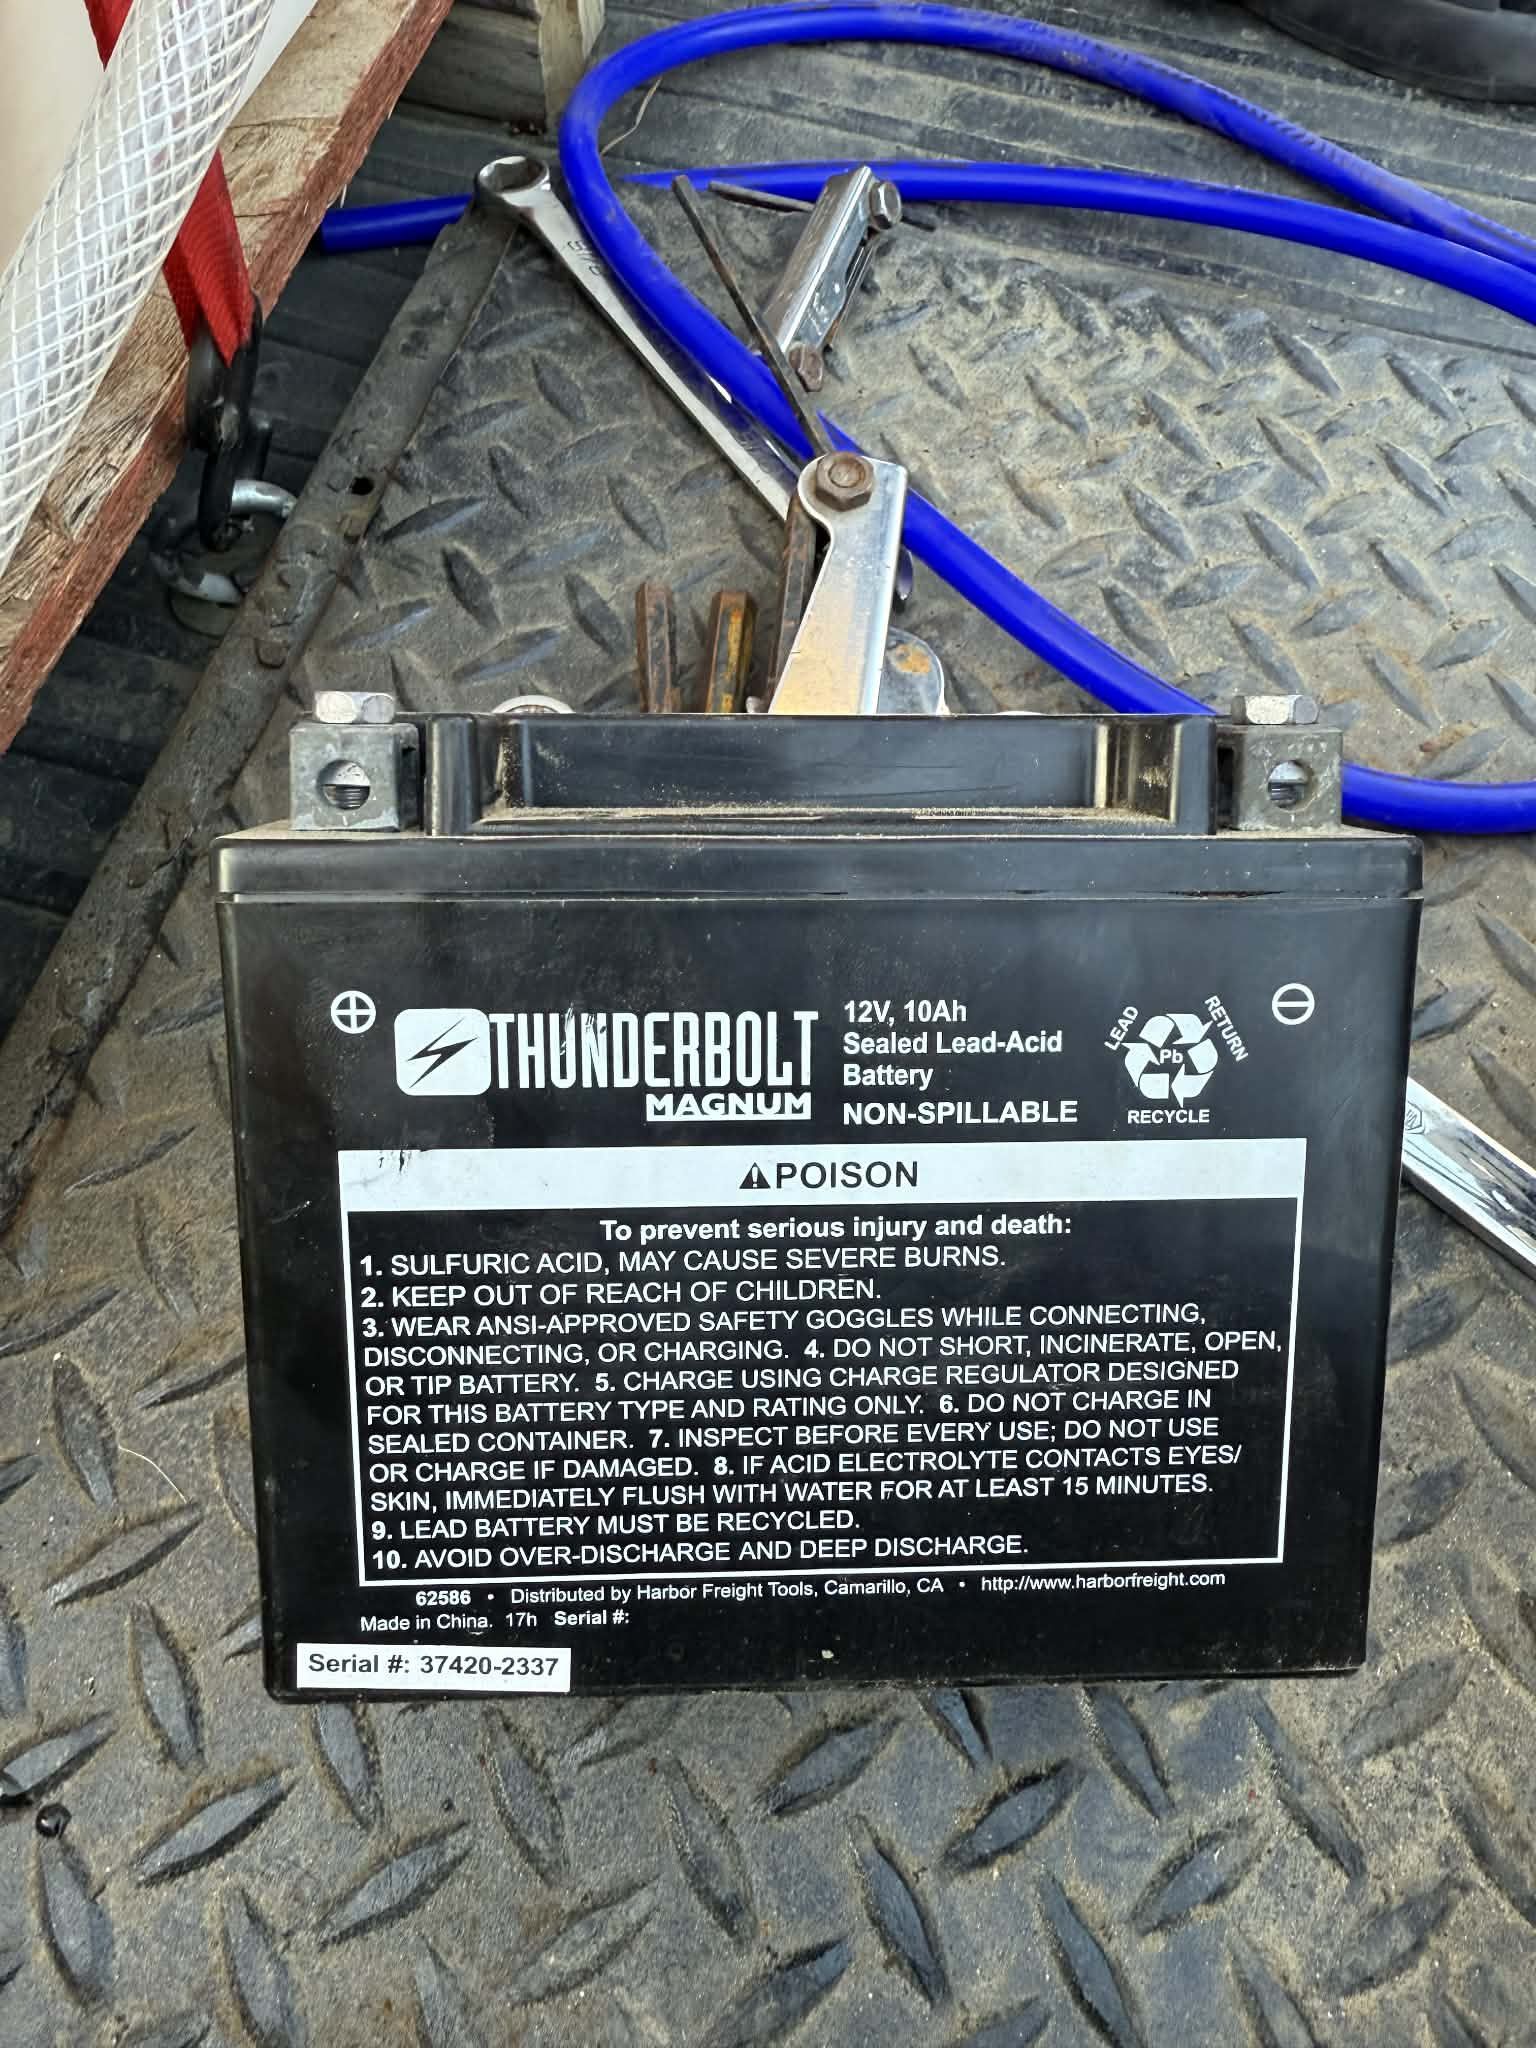 THUNDERBOLT
MAGNUM
12V, 10Ah
Sealed Lead-Acid
Battery
NON-SPILLABLE
LEAD
RETURN
Pb
RECYCLE
⚠POISON
To prevent serious injury and death:
1. SULFURIC ACID, MAY CAUSE SEVERE BURNS.
2. KEEP OUT OF REACH OF CHILDREN.
3. WEAR ANSI-APPROVED SAFETY GOGGLES WHILE CONNECTING,
DISCONNECTING, OR CHARGING. 4. DO NOT SHORT, INCINERATE, OPEN,
OR TIP BATTERY. 5. CHARGE USING CHARGE REGULATOR DESIGNED
FOR THIS BATTERY TYPE AND RATING ONLY. 6. DO NOT CHARGE IN
SEALED CONTAINER. 7. INSPECT BEFORE EVERY USE; DO NOT USE
OR CHARGE IF DAMAGED. 8. IF ACID ELECTROLYTE CONTACTS EYES/
SKIN, IMMEDIATELY FLUSH WITH WATER FOR AT LEAST 15 MINUTES.
9. LEAD BATTERY MUST BE RECYCLED.
10. AVOID OVER-DISCHARGE AND DEEP DISCHARGE.
62586 • Distributed by Harbor Freight Tools, Camarillo, CA • http://www.harborfreight.com
Made in China. 17h Serial #:
Serial #: 37420-2337